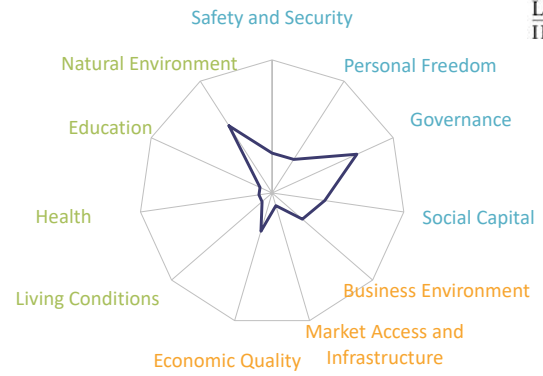 Safety and Security
Natural Environment
Personal Freedom
Education
Governance
Health
Social Capital
Living Conditions
Business Environment
Market Access and
Infrastructure
Economic Quality